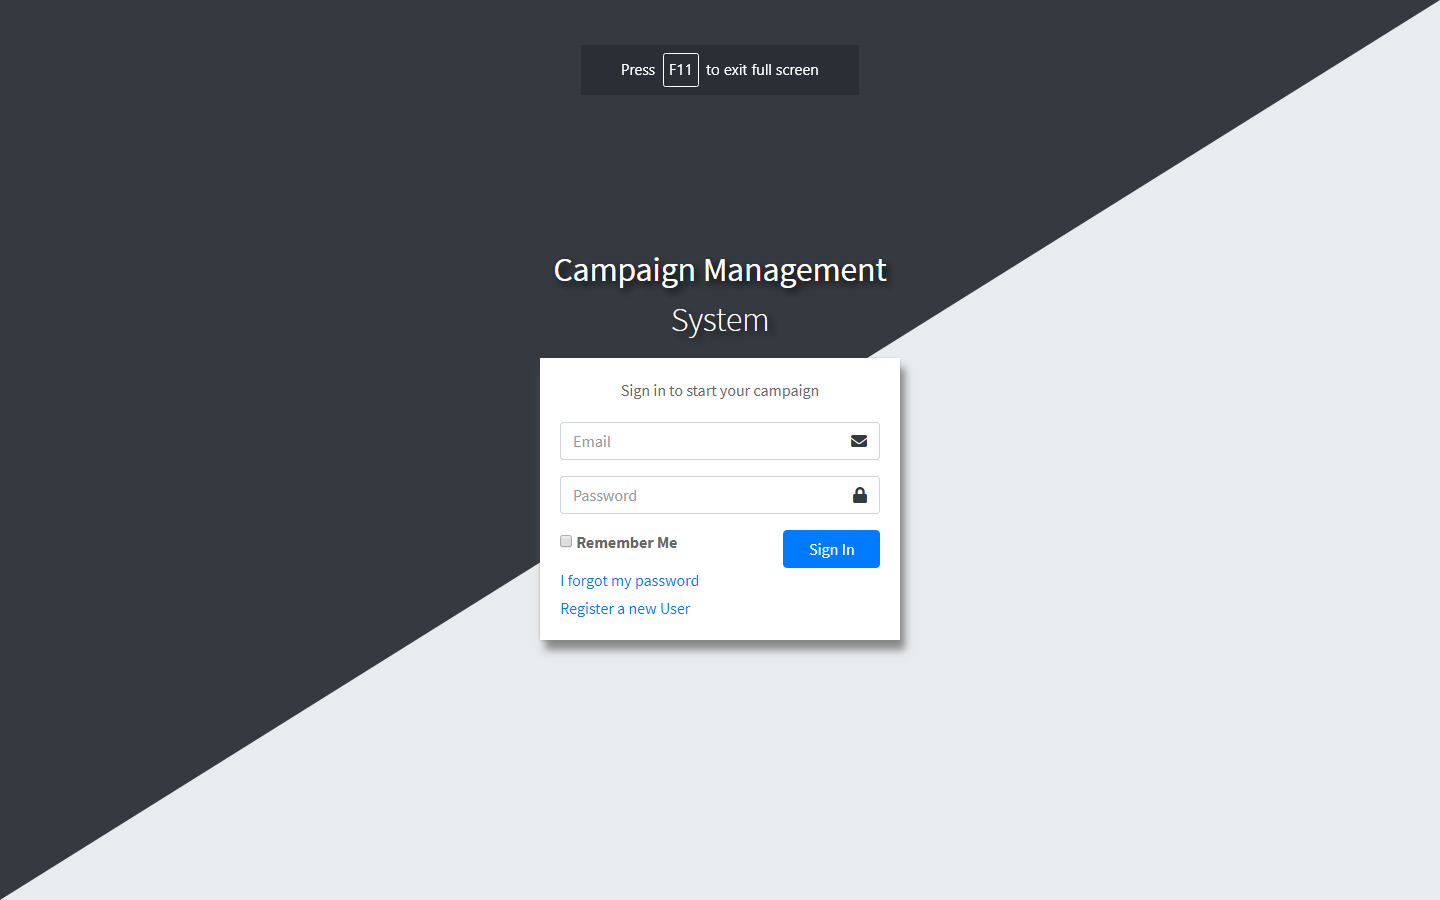 Press F11 to exit full screen
Campaign Management
System
Sign in to start your campaign
Email
Password
Remember Me
Sign In
I forgot my password
Register a new User